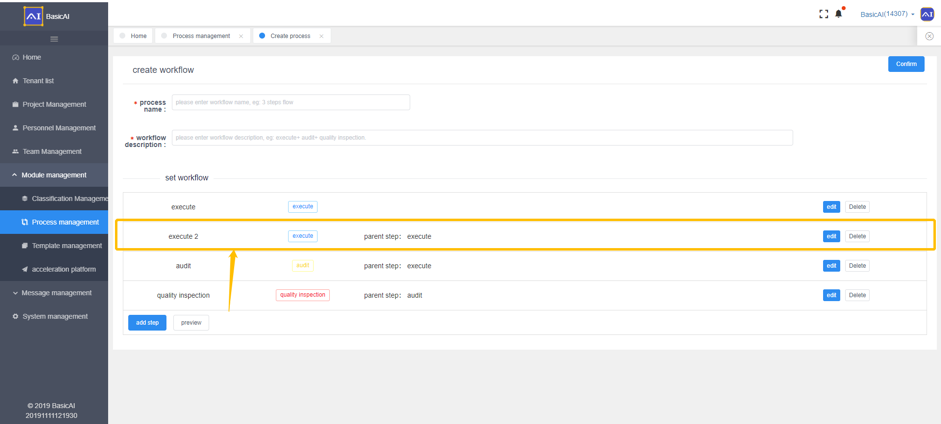 BasicAI
BasicAI(14307)
Home
Process management
Create process
Home
Tenant list
Project Management
Personnel Management
Team Management
Module management
Classification Manageme
Process management
Template management
acceleration platform
Message management
System management
© 2019 BasicAI
20191111121930
create workflow
Confirm
* process name :
please enter workflow name, eg: 3 steps flow
* workflow description :
please enter workflow description, eg: execute+ audit+ quality inspection.
set workflow
execute execute edit Delete
execute 2 execute parent step: execute edit Delete
audit audit parent step: execute edit Delete
quality inspection quality inspection parent step: audit edit Delete
add step preview